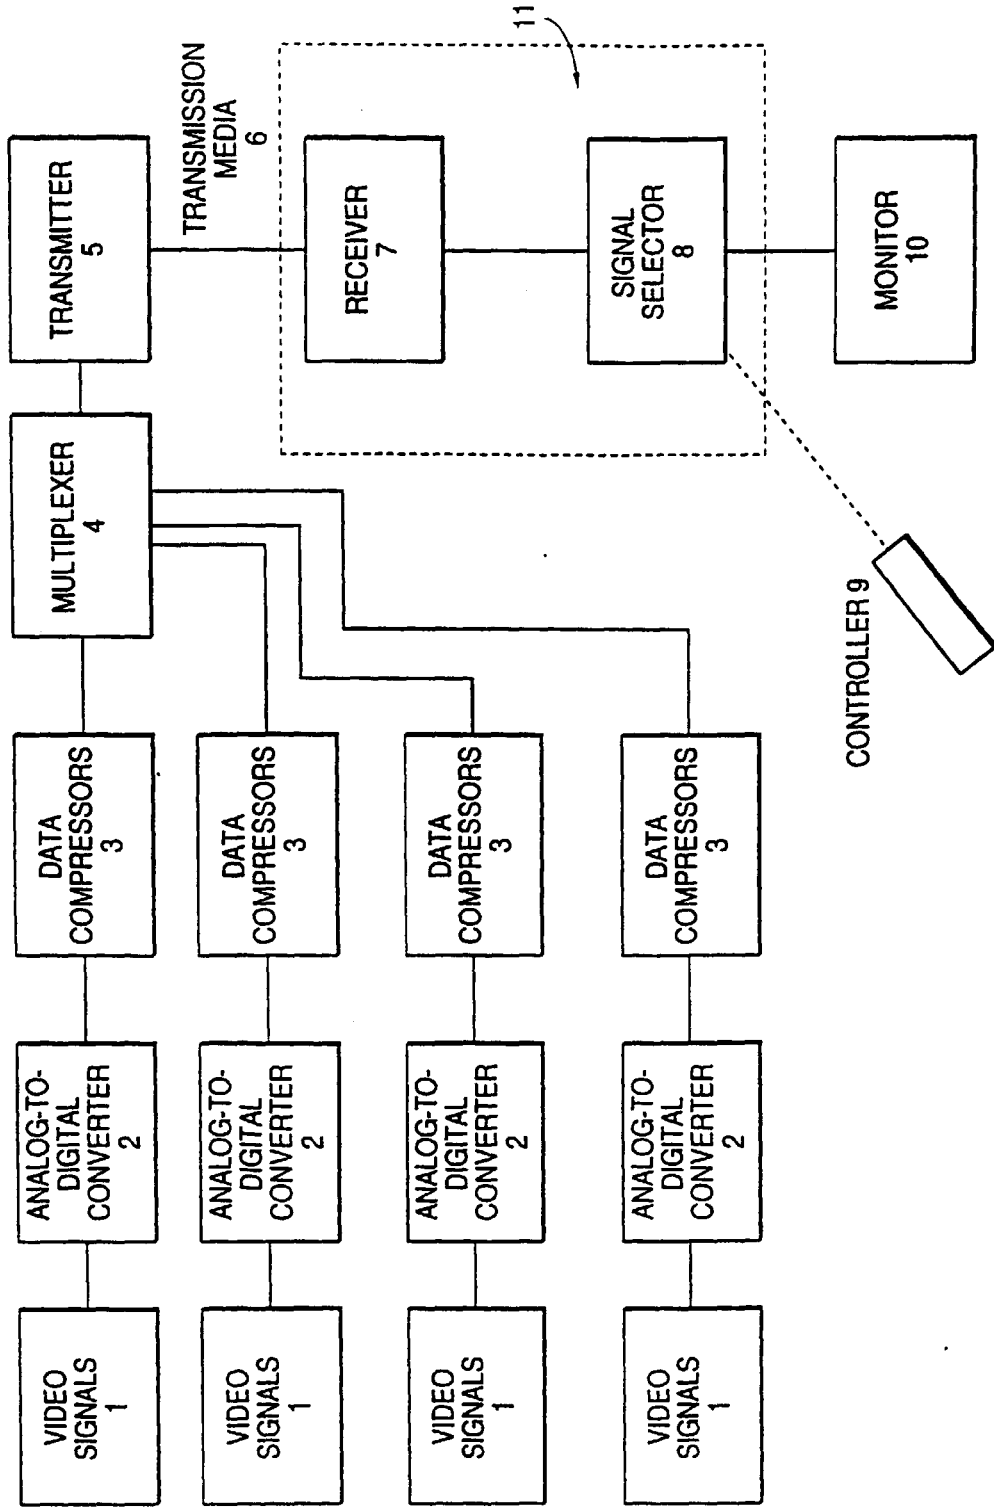 VIDEO
SIGNALS
1
ANALOG-TO-
DIGITAL
CONVERTER
2
DATA
COMPRESSORS
3
MULTIPLEXER
4
TRANSMITTER
5
VIDEO
SIGNALS
1
ANALOG-TO-
DIGITAL
CONVERTER
2
DATA
COMPRESSORS
3
VIDEO
SIGNALS
1
ANALOG-TO-
DIGITAL
CONVERTER
2
DATA
COMPRESSORS
3
VIDEO
SIGNALS
1
ANALOG-TO-
DIGITAL
CONVERTER
2
DATA
COMPRESSORS
3
TRANSMISSION
MEDIA
6
11
RECEIVER
7
SIGNAL
SELECTOR
8
CONTROLLER 9
MONITOR
10